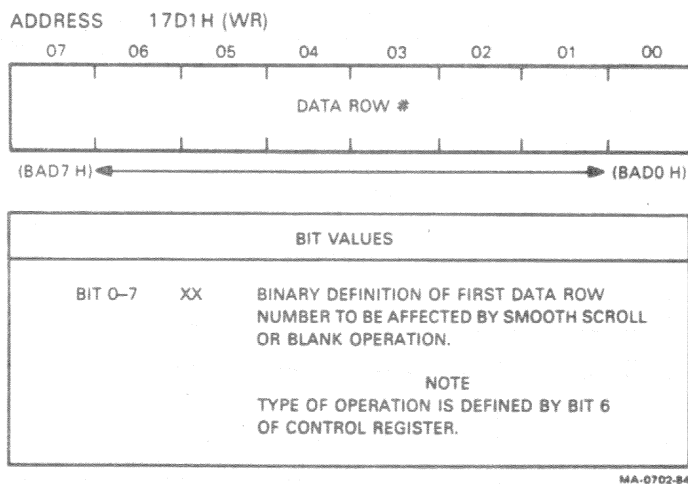 ADDRESS 17D1H (WR)
07 06 05 04 03 02 01 00
DATA ROW #
(BAD7 H) (BAD0 H)
BIT VALUES
BIT 0–7 XX BINARY DEFINITION OF FIRST DATA ROW
NUMBER TO BE AFFECTED BY SMOOTH SCROLL
OR BLANK OPERATION.
NOTE
TYPE OF OPERATION IS DEFINED BY BIT 6
OF CONTROL REGISTER.
MA-0702-84